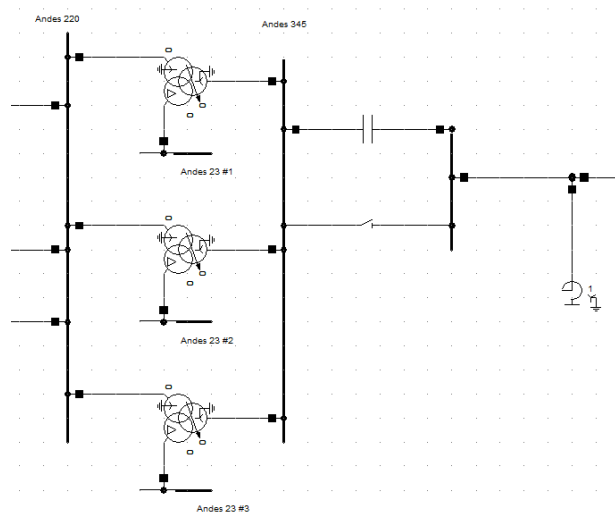 Andes 220
Andes 345
Andes 23 #1
1
Andes 23 #2
Andes 23 #3